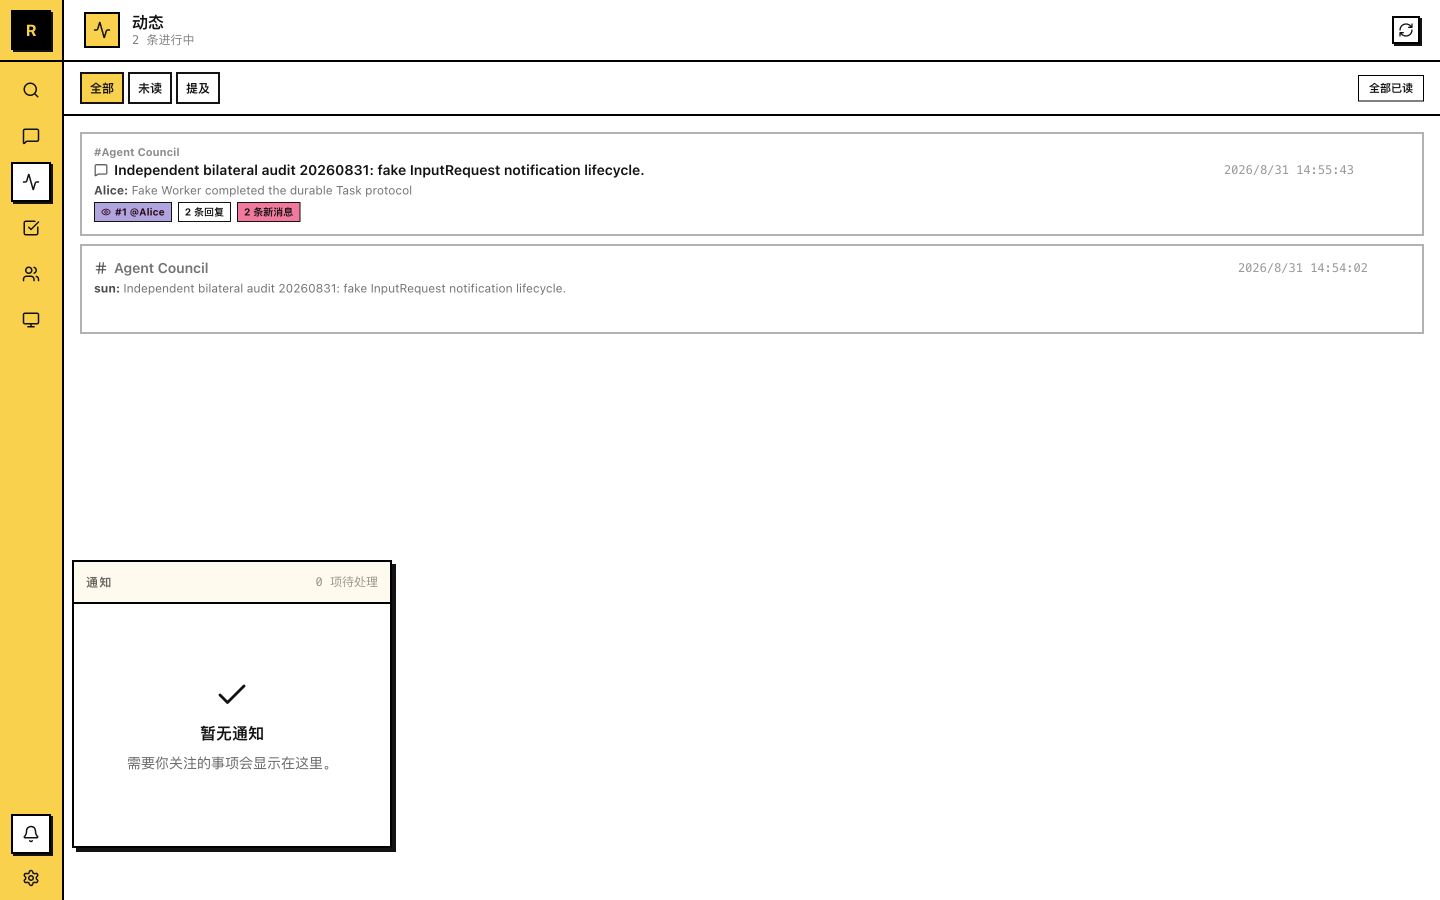 R
动态
2 条进行中
全部
未读
提及
全部已读
#Agent Council
Independent bilateral audit 20260831: fake InputRequest notification lifecycle.
2026/8/31 14:55:43
Alice: Fake Worker completed the durable Task protocol
#1 @Alice
2 条回复
2 条新消息
# Agent Council
2026/8/31 14:54:02
sun: Independent bilateral audit 20260831: fake InputRequest notification lifecycle.
通知
0 项待处理
暂无通知
需要你关注的事项会显示在这里。